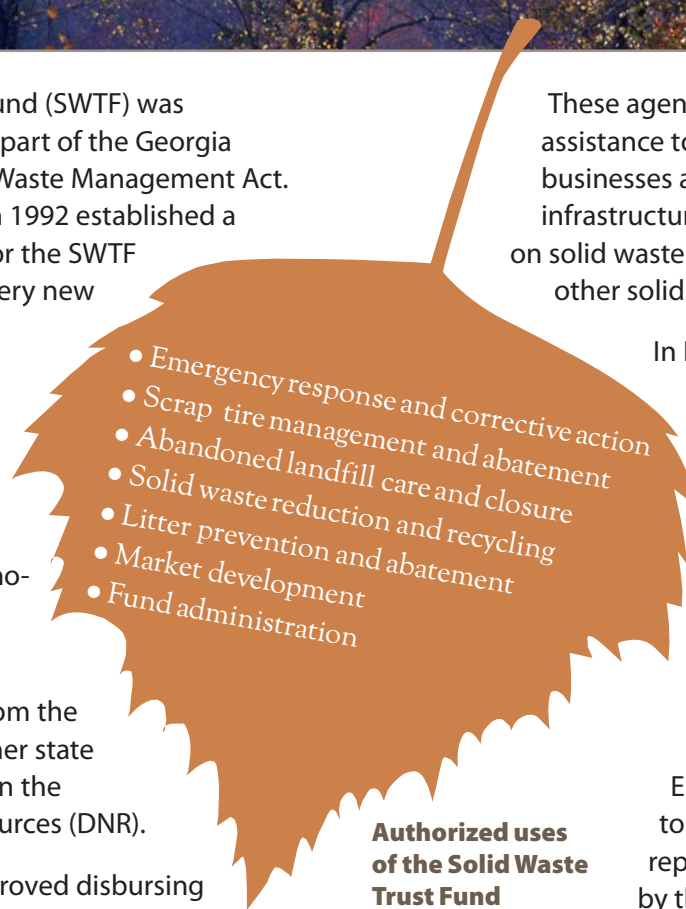 und (SWTF) was
part of the Georgia
Waste Management Act.
1992 established a
or the SWTF
ery new
no-
om the
er state
n the
urces (DNR).
roved disbursing
• Emergency response and corrective action
• Scrap tire management and abatement
• Abandoned landfill care and closure
• Solid waste reduction and recycling
• Litter prevention and abatement
• Market development
• Fund administration
Authorized uses
of the Solid Waste
Trust Fund
These agen
assistance to
businesses a
infrastructur
on solid waste
other solid
In
E
to
rep
by th